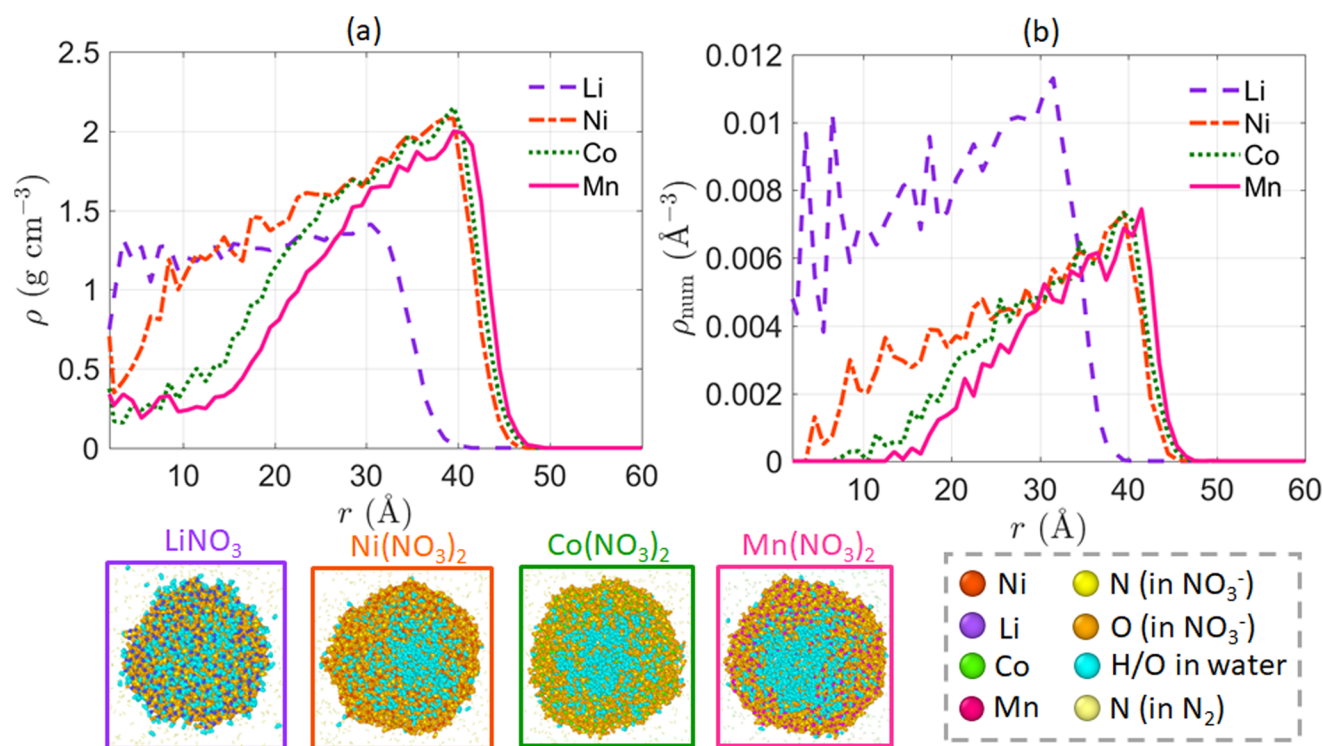 (a)
(b)
ρ (g cm⁻³)
2.5
2
1.5
1
0.5
0
10 20 30 40 50 60
r (Å)
Li
Ni
Co
Mn
ρnum (Å⁻³)
0.012
0.01
0.008
0.006
0.004
0.002
0
10 20 30 40 50 60
r (Å)
Li
Ni
Co
Mn
LiNO₃ Ni(NO₃)₂ Co(NO₃)₂ Mn(NO₃)₂
Ni N (in NO₃⁻)
Li O (in NO₃⁻)
Co H/O in water
Mn N (in N₂)